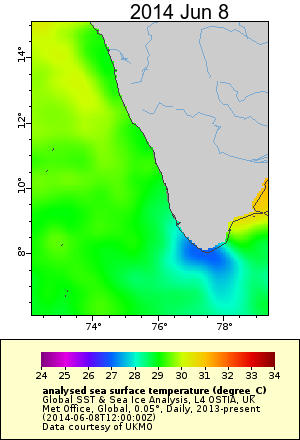 2014 Jun 8
14°
12°
10°
8°
74° 76° 78°
24 25 26 27 28 29 30 31 32 33 34
analysed sea surface temperature (degree_C)
Global SST & Sea Ice Analysis, L4 OSTIA, UK
Met Office, Global, 0.05°, Daily, 2013-present
(2014-06-08T12:00:00Z)
Data courtesy of UKMO